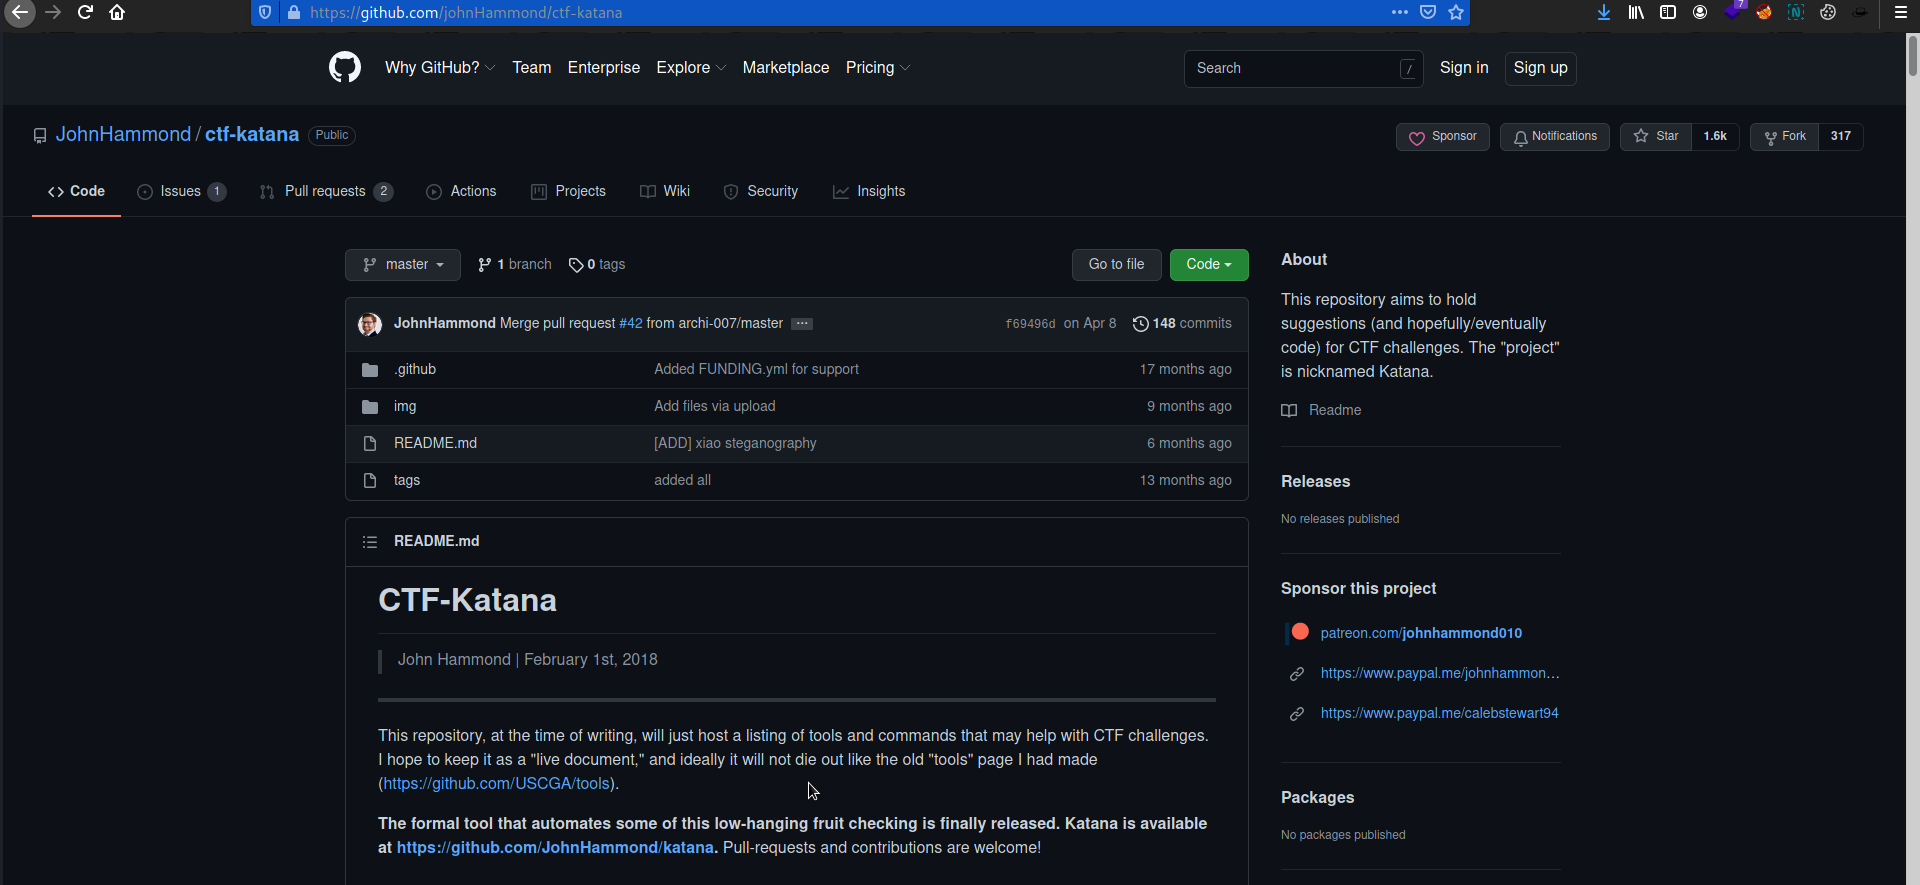 https://github.com/johnHammond/ctf-katana
7
Why GitHub? Team Enterprise Explore Marketplace Pricing
Search /
Sign in Sign up
JohnHammond / ctf-katana Public
Sponsor Notifications Star 1.6k Fork 317
Code Issues 1 Pull requests 2 Actions Projects Wiki Security Insights
master 1 branch 0 tags Go to file Code
JohnHammond Merge pull request #42 from archi-007/master ... f69496d on Apr 8 148 commits
.github Added FUNDING.yml for support 17 months ago
img Add files via upload 9 months ago
README.md [ADD] xiao steganography 6 months ago
tags added all 13 months ago
README.md
CTF-Katana
John Hammond | February 1st, 2018
This repository, at the time of writing, will just host a listing of tools and commands that may help with CTF challenges.
I hope to keep it as a "live document," and ideally it will not die out like the old "tools" page I had made
(https://github.com/USCGA/tools).
The formal tool that automates some of this low-hanging fruit checking is finally released. Katana is available
at https://github.com/JohnHammond/katana. Pull-requests and contributions are welcome!
About
This repository aims to hold
suggestions (and hopefully/eventually
code) for CTF challenges. The "project"
is nicknamed Katana.
Readme
Releases
No releases published
Sponsor this project
patreon.com/johnhammond010
https://www.paypal.me/johnhammon...
https://www.paypal.me/calebstewart94
Packages
No packages published